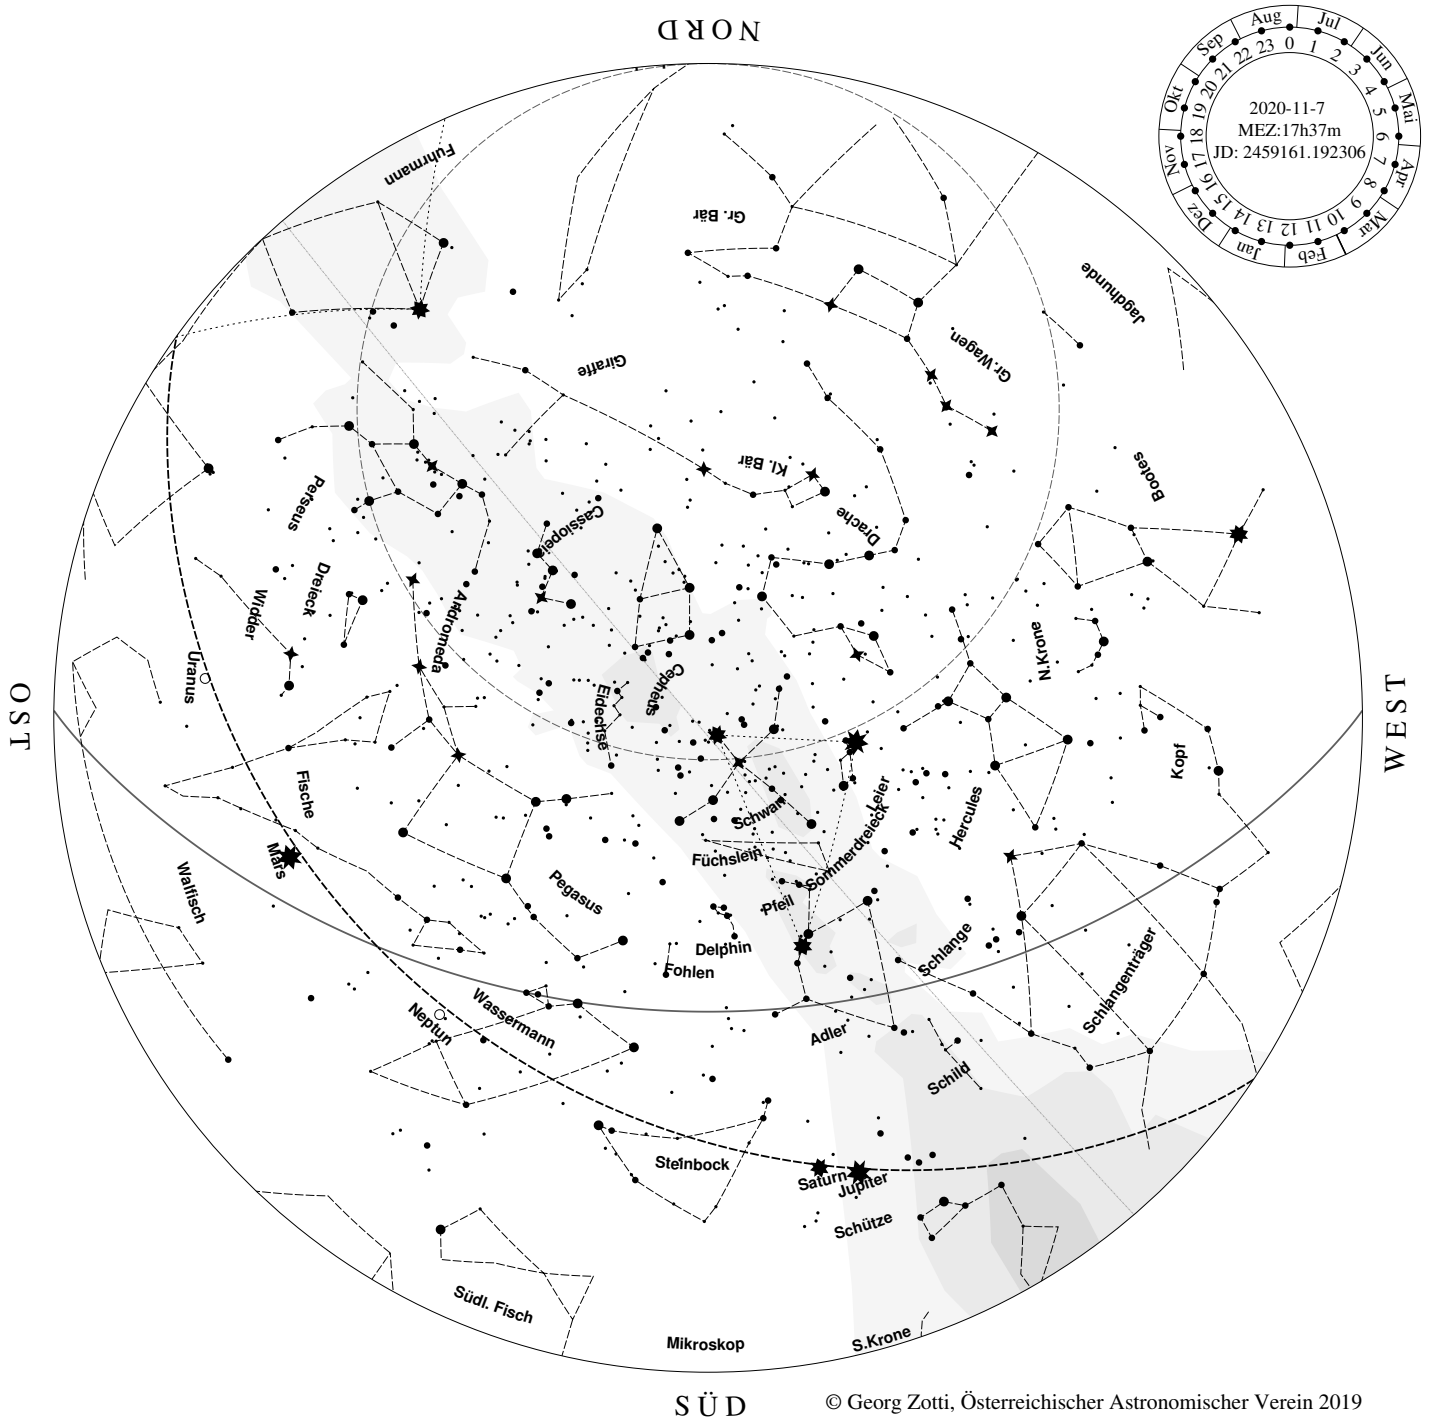 NORD
Aug
Jul
Jun
Mai
Apr
Mar
Feb
Jan
Dez
Nov
Okt
Sep
0 1 2 3 4 5 6 7 8 9 10 11 12 13 14 15 16 17 18 19 20 21 22 23
2020-11-7
MEZ:17h37m
JD: 2459161.192306
Fuhrmann
Gr. Bär
Jagdhunde
Gr.Wagen.
Giraffe
Kl. Bär
Bootes
Perseus
Cassiopeia
Drache
Dreieck
Widder
Andromeda
N.Krone
Uranus
Cepheus
Eidechse
OST
WEST
Kopf
Fische
Leier
Schwan
Hercules
Sommerdreieck
Füchslein
Mars
Walfisch
Pegasus
Pfeil
Delphin
Schlange
Fohlen
Schlangenträger
Wassermann
Neptun
Adler
Schild
Steinbock
Saturn
Jupiter
Schütze
Südl. Fisch
Mikroskop
S.Krone
SÜD
© Georg Zotti, Österreichischer Astronomischer Verein 2019